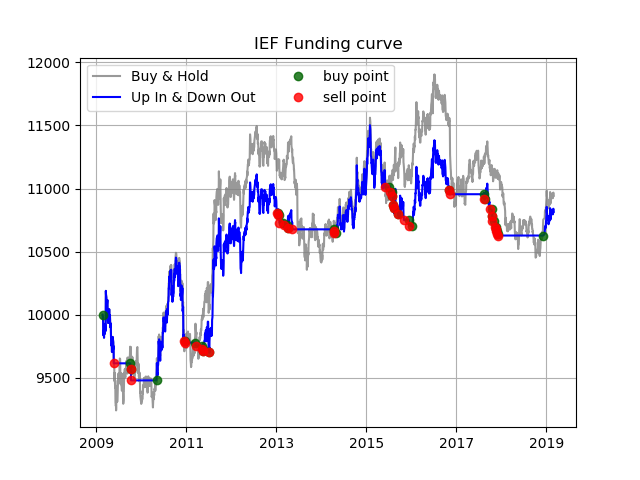 IEF Funding curve
12000
11500
11000
10500
10000
9500
Buy & Hold
Up In & Down Out
buy point
sell point
2009 2011 2013 2015 2017 2019